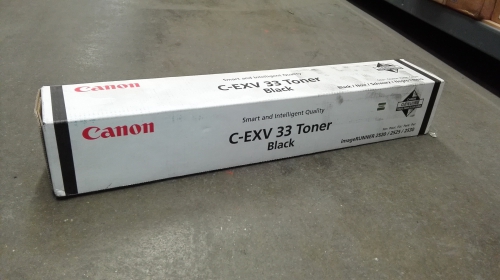 Canon
Smart and Intelligent Quality
C-EXV 33 Toner
Black
Canon
Smart and Intelligent Quality
C-EXV 33 Toner
Black
imageRUNNER 2520 / 2525 / 2530